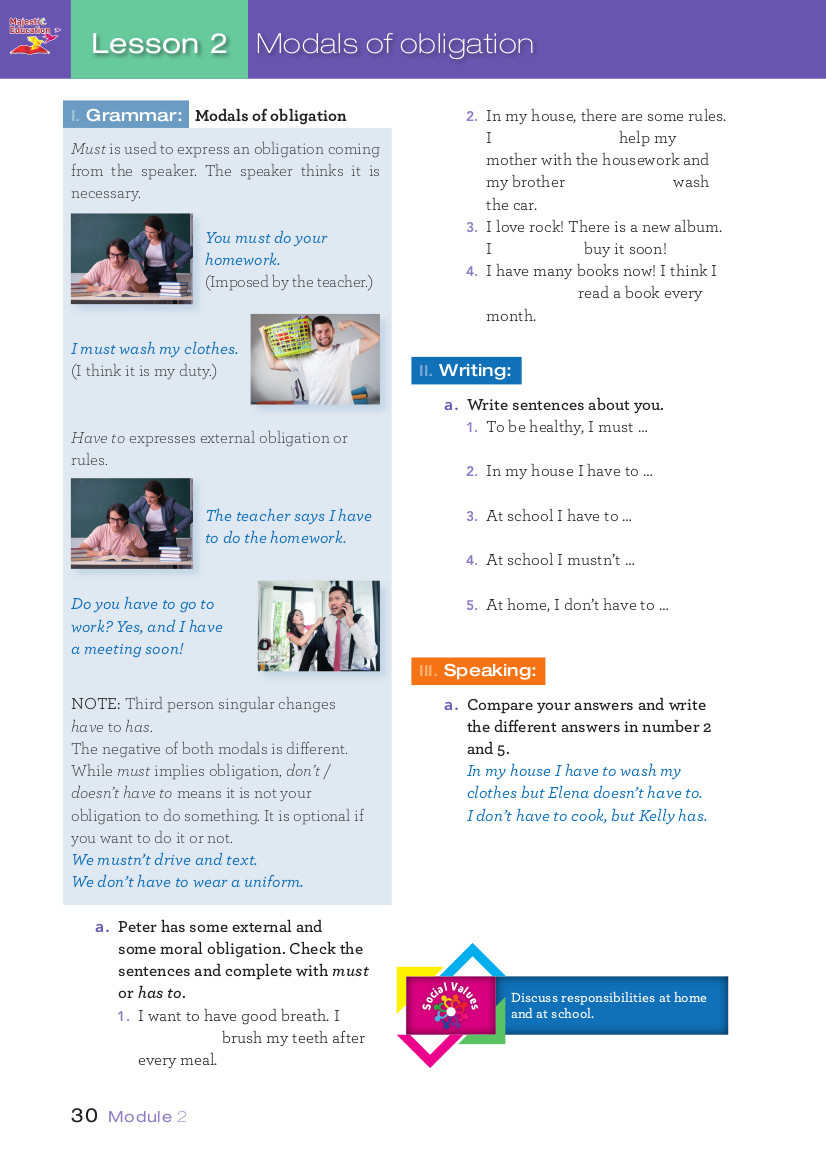 Majestic
Education
Lesson 2 Modals of obligation
I. Grammar: Modals of obligation
Must is used to express an obligation coming
from the speaker. The speaker thinks it is
necessary.
You must do your
homework.
(Imposed by the teacher.)
I must wash my clothes.
(I think it is my duty.)
Have to expresses external obligation or
rules.
The teacher says I have
to do the homework.
Do you have to go to
work? Yes, and I have
a meeting soon!
NOTE: Third person singular changes
have to has.
The negative of both modals is different.
While must implies obligation, don't /
doesn't have to means it is not your
obligation to do something. It is optional if
you want to do it or not.
We mustn't drive and text.
We don't have to wear a uniform.
a. Peter has some external and
some moral obligation. Check the
sentences and complete with must
or has to.
1. I want to have good breath. I
brush my teeth after
every meal.
2. In my house, there are some rules.
I help my
mother with the housework and
my brother wash
the car.
3. I love rock! There is a new album.
I buy it soon!
4. I have many books now! I think I
read a book every
month.
II. Writing:
a. Write sentences about you.
1. To be healthy, I must ...
2. In my house I have to ...
3. At school I have to ...
4. At school I mustn't ...
5. At home, I don't have to ...
III. Speaking:
a. Compare your answers and write
the different answers in number 2
and 5.
In my house I have to wash my
clothes but Elena doesn't have to.
I don't have to cook, but Kelly has.
Social Values
Discuss responsibilities at home
and at school.
30 Module 2